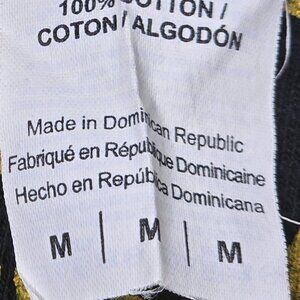 100% COTTON /
COTON / ALGODÓN
Made in Dominican Republic
Fabriqué en République Dominicaine
Hecho en República Dominicana
M | M | M